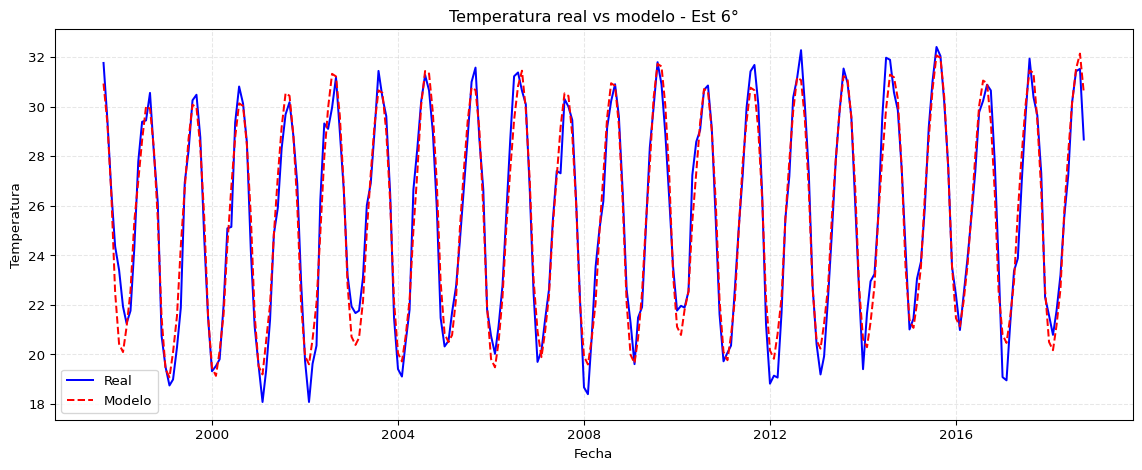 Temperatura real vs modelo - Est 6°
Temperatura
32
30
28
26
24
22
20
18
Real
Modelo
2000
2004
2008
2012
2016
Fecha